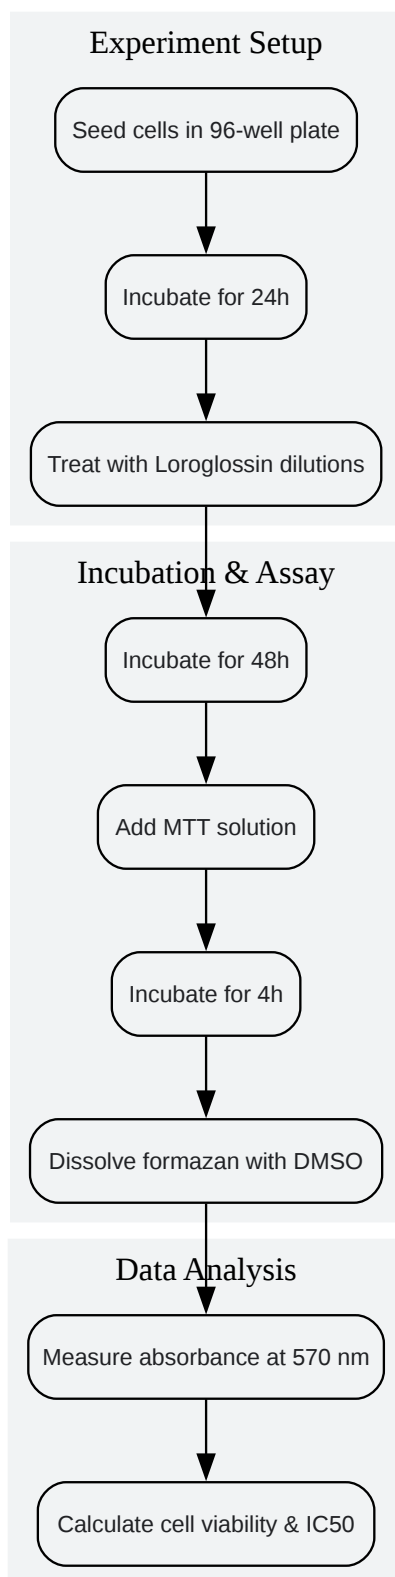 Experiment Setup
Seed cells in 96-well plate
Incubate for 24h
Treat with Loroglossin dilutions
Incubation & Assay
Incubate for 48h
Add MTT solution
Incubate for 4h
Dissolve formazan with DMSO
Data Analysis
Measure absorbance at 570 nm
Calculate cell viability & IC50